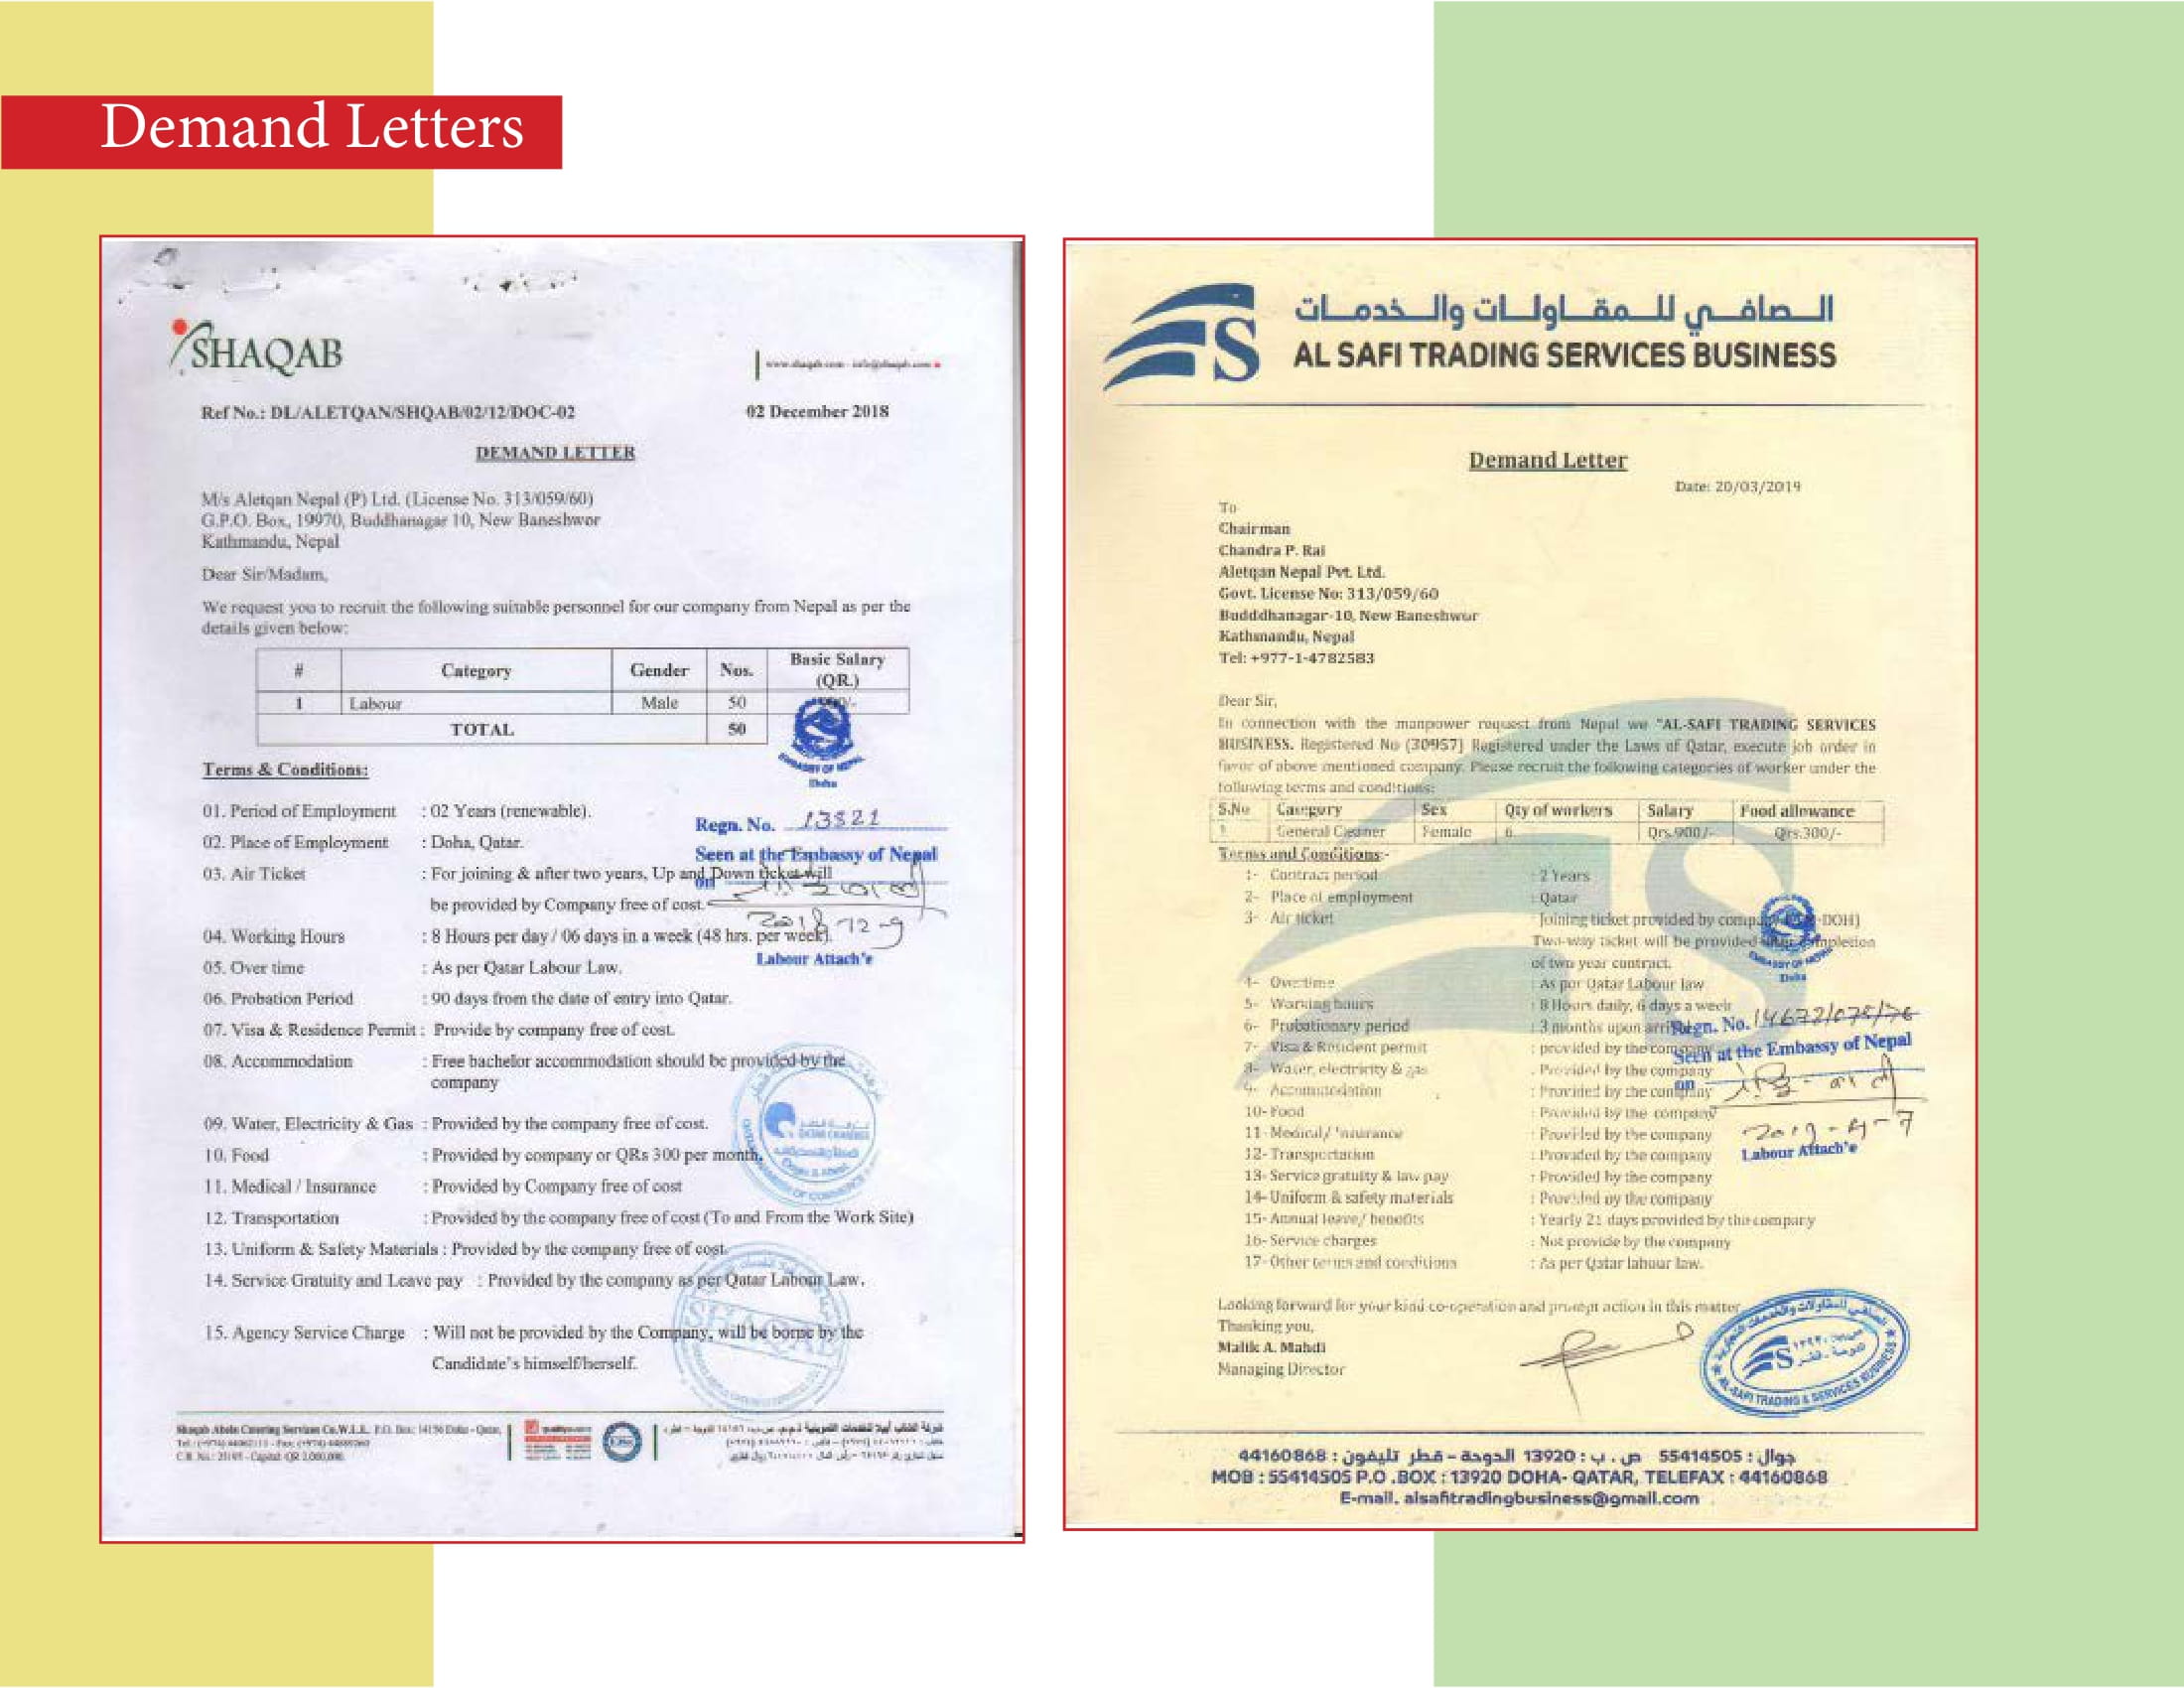 Demand Letters
SHAQAB
Ref No.: DL/ALETQAN/SHQAB/02/12/DOC-02
02 December 2018
DEMAND LETTER
M/s Aletqan Nepal (P) Ltd. (License No. 313/059/60)
G.P.O. Box, 19970, Buddhanagar 10, New Baneshwor
Kathmandu, Nepal
Dear Sir/Madam,
We request you to recruit the following suitable personnel for our company from Nepal as per the
details given below:
# Category Gender Nos. Basic Salary (QR.)
1 Labour Male 50
TOTAL 50
EMBASSY OF NEPAL
Doha
Terms & Conditions:
01. Period of Employment : 02 Years (renewable).
Regn. No. 13821
02. Place of Employment : Doha, Qatar.
Seen at the Embassy of Nepal
03. Air Ticket : For joining & after two years, Up and Down ticket will
on
be provided by Company free of cost.
2018-12-9
04. Working Hours : 8 Hours per day / 06 days in a week (48 hrs. per week).
Labour Attach'e
05. Over time : As per Qatar Labour Law.
06. Probation Period : 90 days from the date of entry into Qatar.
07. Visa & Residence Permit : Provide by company free of cost.
08. Accommodation : Free bachelor accommodation should be provided by the
company
09. Water, Electricity & Gas : Provided by the company free of cost.
10. Food : Provided by company or QRs 300 per month.
11. Medical / Insurance : Provided by Company free of cost
12. Transportation : Provided by the company free of cost (To and From the Work Site)
13. Uniform & Safety Materials : Provided by the company free of cost.
14. Service Gratuity and Leave pay : Provided by the company as per Qatar Labour Law.
SHAQAB
15. Agency Service Charge : Will not be provided by the Company, will be borne by the
Candidate's himself/herself.
Shaqab Abela Catering Services Co.W.L.L. P.O. Box: 14156 Doha - Qatar,
الصافي للمقاولات والخدمات
AL SAFI TRADING SERVICES BUSINESS
Demand Letter
Date: 20/03/2019
To
Chairman
Chandra P. Rai
Aletqan Nepal Pvt. Ltd.
Govt. License No: 313/059/60
Budddhanagar-10, New Baneshwur
Kathmandu, Nepal
Tel: +977-1-4782583
Dear Sir,
In connection with the manpower request from Nepal we "AL-SAFI TRADING SERVICES
BUSINESS. Registered No (30957) Registered under the Laws of Qatar, execute job order in
favor of above mentioned company. Please recruit the following categories of worker under the
following terms and conditions:
S.No Category Sex Qty of workers Salary Food allowance
1 General Cleaner Female 6 Qrs.900/- Qrs.300/-
Terms and Conditions:-
1- Contract period : 2 Years
2- Place of employment : Qatar
3- Air ticket Joining ticket provided by company -DOH)
Two-way ticket will be provided after completion
of two year contract.
EMBASSY OF NEPAL
Doha
4- Overtime : As per Qatar Labour law
5- Working hours : 8 Hours daily, 6 days a week
6- Probationary period : 3 months upon arrival
Regn. No. 14672/075/76
7- Visa & Resident permit : provided by the company
Seen at the Embassy of Nepal
8- Water, electricity & gas : Provided by the company
on
9- Accommodation : Provided by the company
10- Food : Provided by the company
2019-4-7
11- Medical/ Insurance : Provided by the company
Labour Attach'e
12- Transportation : Provided by the company
13- Service gratuity & law pay : Provided by the company
14- Uniform & safety materials : Provided by the company
15- Annual leave/ benefits : Yearly 21 days provided by the company
16- Service charges : Not provide by the company
17- Other terms and conditions : As per Qatar labour law.
Looking forward for your kind co-operation and prompt action in this matter
Thanking you,
Malik A. Mahdi
Managing Director
AL-SAFI TRADING & SERVICES BUSINESS
جوال : 55414505 ص . ب : 13920 الدوحة - قطر تليفون : 44160868
MOB : 55414505 P.O .BOX : 13920 DOHA- QATAR, TELEFAX : 44160868
E-mail. alsafitradingbusiness@gmail.com